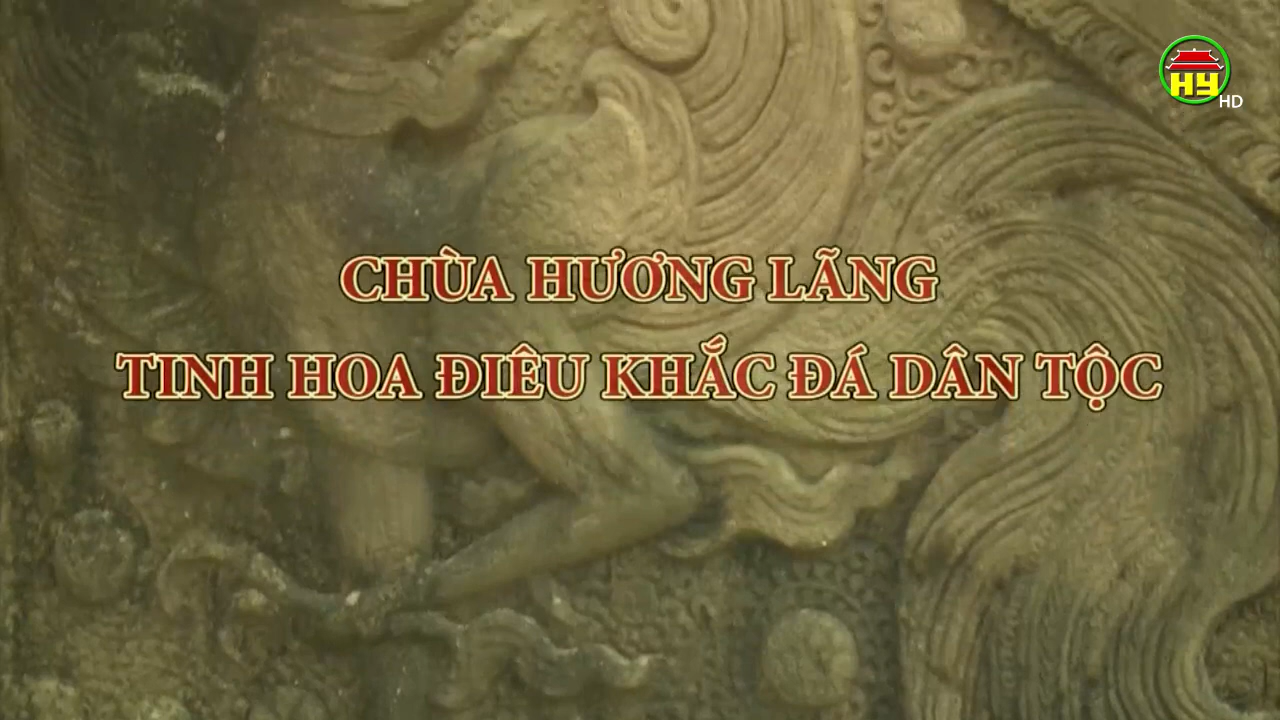 HY
HD
CHÙA HƯƠNG LÃNG
TINH HOA ĐIÊU KHẮC ĐÁ DÂN TỘC